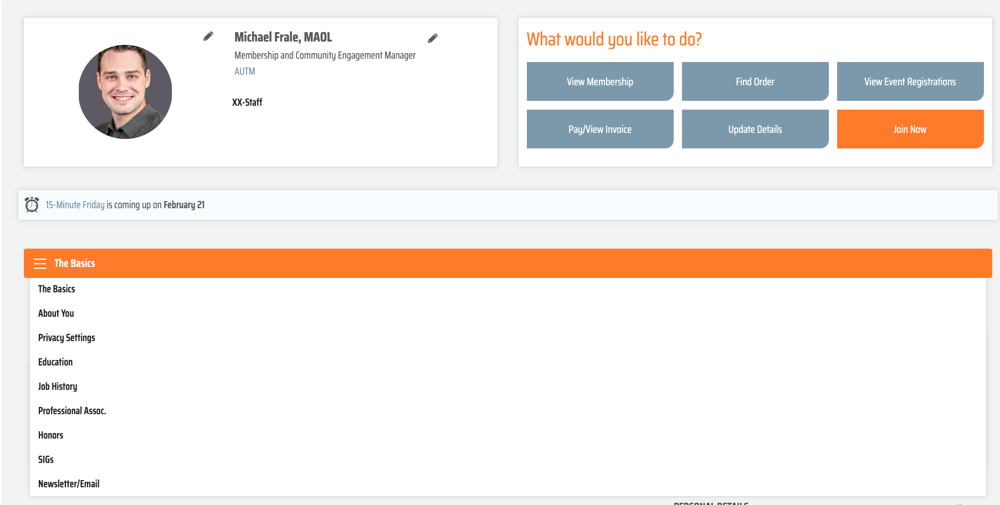 Michael Frale, MAOL
Membership and Community Engagement Manager
AUTM
XX-Staff
What would you like to do?
View Membership
Find Order
View Event Registrations
Pay/View Invoice
Update Details
Join Now
15-Minute Friday is coming up on February 21
The Basics
The Basics
About You
Privacy Settings
Education
Job History
Professional Assoc.
Honors
SIGs
Newsletter/Email
PERSONAL DETAILS